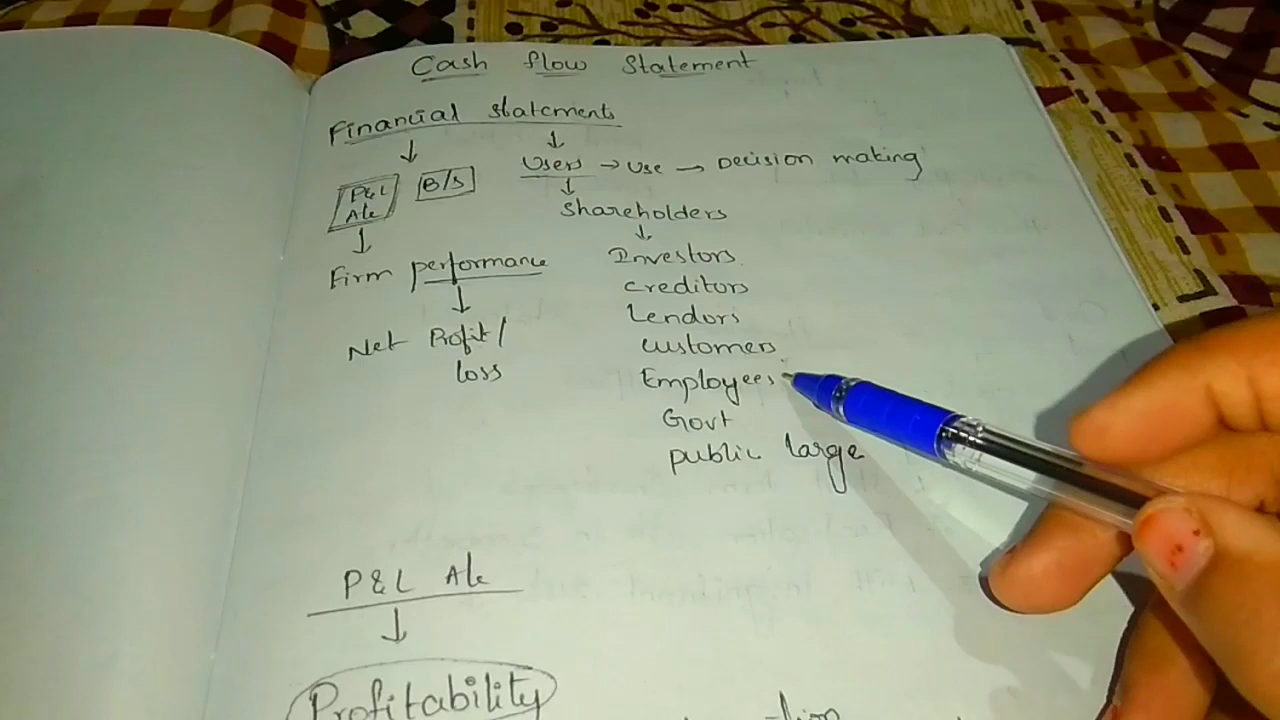 Cash flow Statement
Financial statements
↓ ↓
Users → Use → Decision making
P&L
A/c
B/S
↓ ↓
Shareholders
↓ ↓
Firm performance
Investors
creditors
Lendors
customers
Employees
Govt
public large
↓
Net Profit/
loss
P&L A/c
↓
Profitability